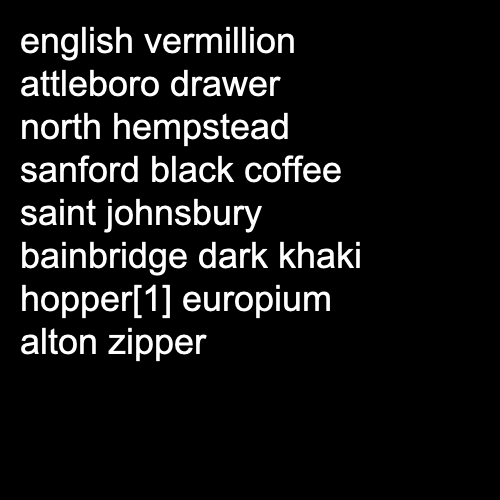 english vermillion
attleboro drawer
north hempstead
sanford black coffee
saint johnsbury
bainbridge dark khaki
hopper[1] europium
alton zipper